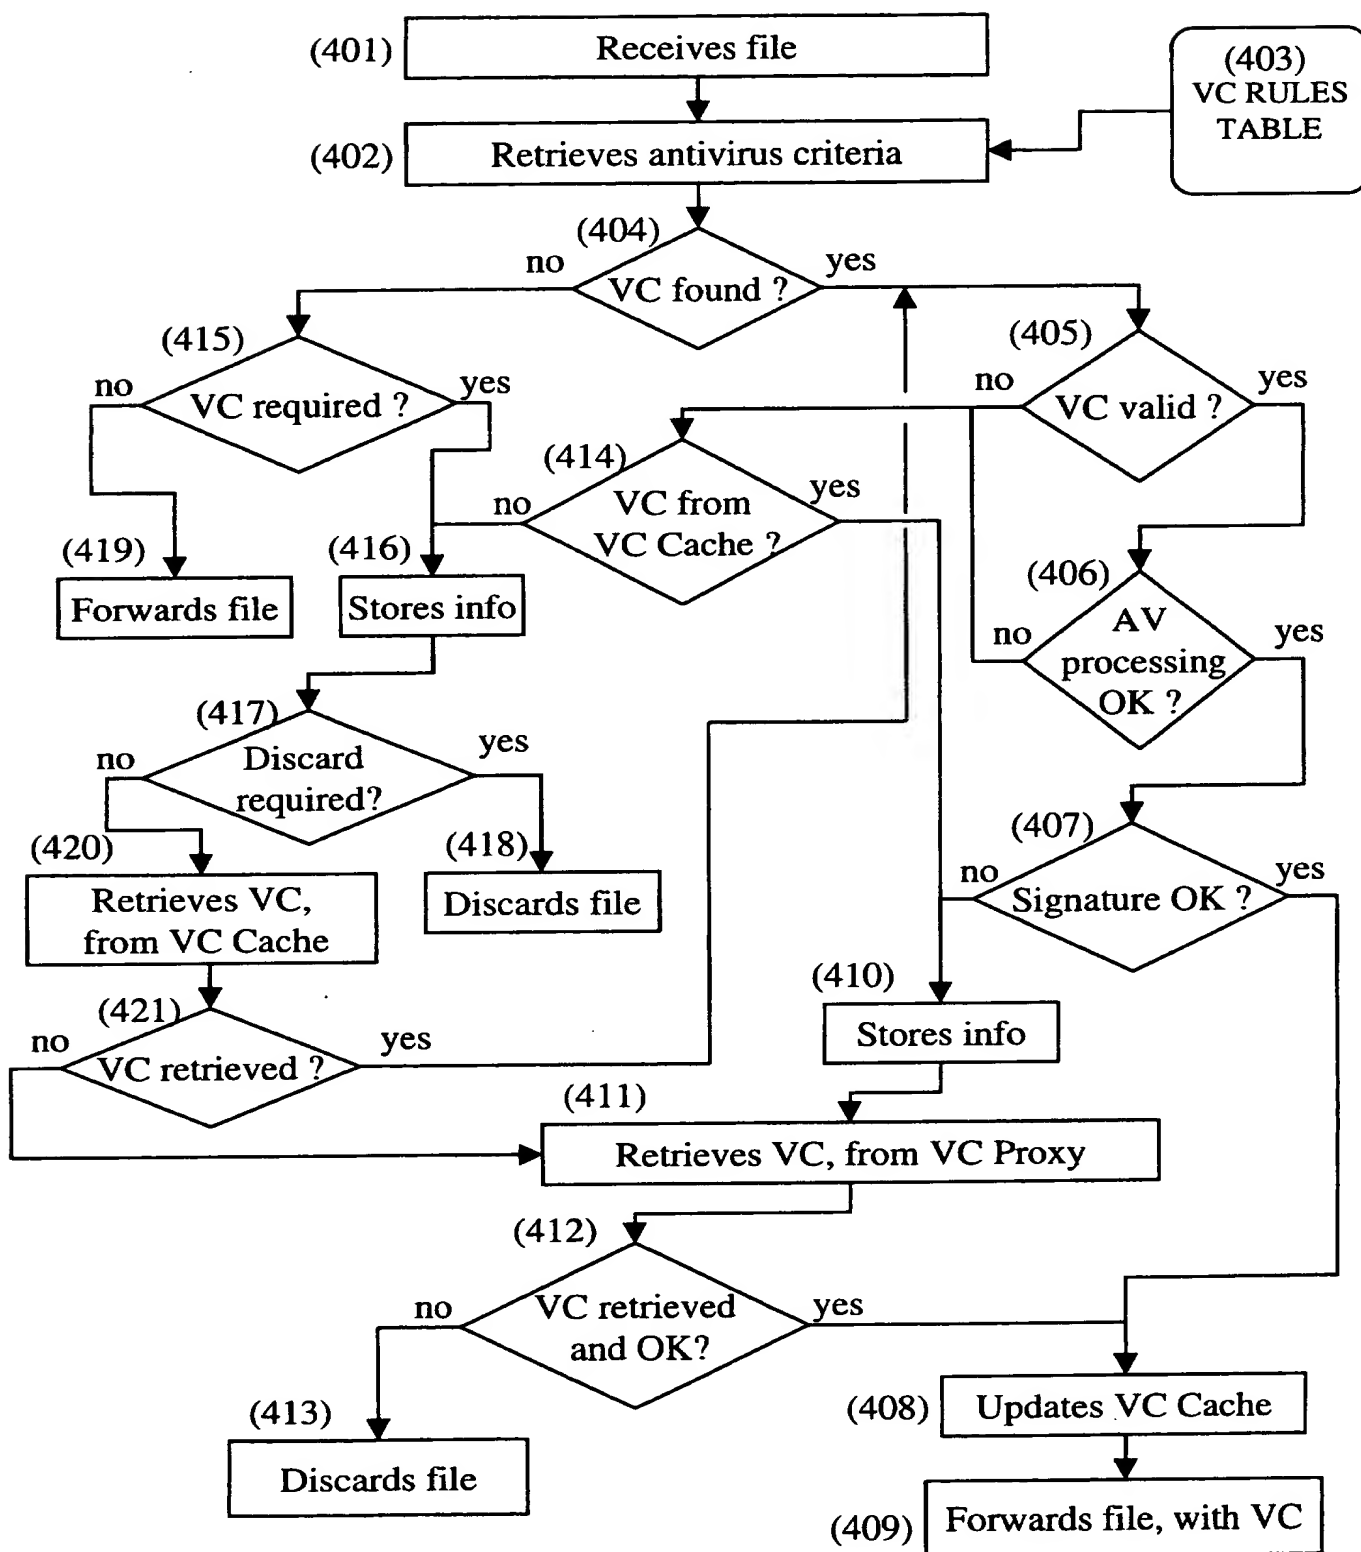 (401)
Receives file
(403)
VC RULES
TABLE
(402)
Retrieves antivirus criteria
(404)
no
yes
VC found ?
(415)
(405)
no
yes
no
yes
VC required ?
VC valid ?
(414)
no
yes
VC from
VC Cache ?
(419)
(416)
(406)
Forwards file
Stores info
no
yes
AV
processing
OK ?
(417)
no
yes
Discard
required?
(407)
(420)
(418)
no
yes
Retrieves VC,
from VC Cache
Discards file
Signature OK ?
(410)
(421)
no
yes
Stores info
VC retrieved ?
(411)
Retrieves VC, from VC Proxy
(412)
no
yes
VC retrieved
and OK?
(413)
(408)
Updates VC Cache
Discards file
(409)
Forwards file, with VC